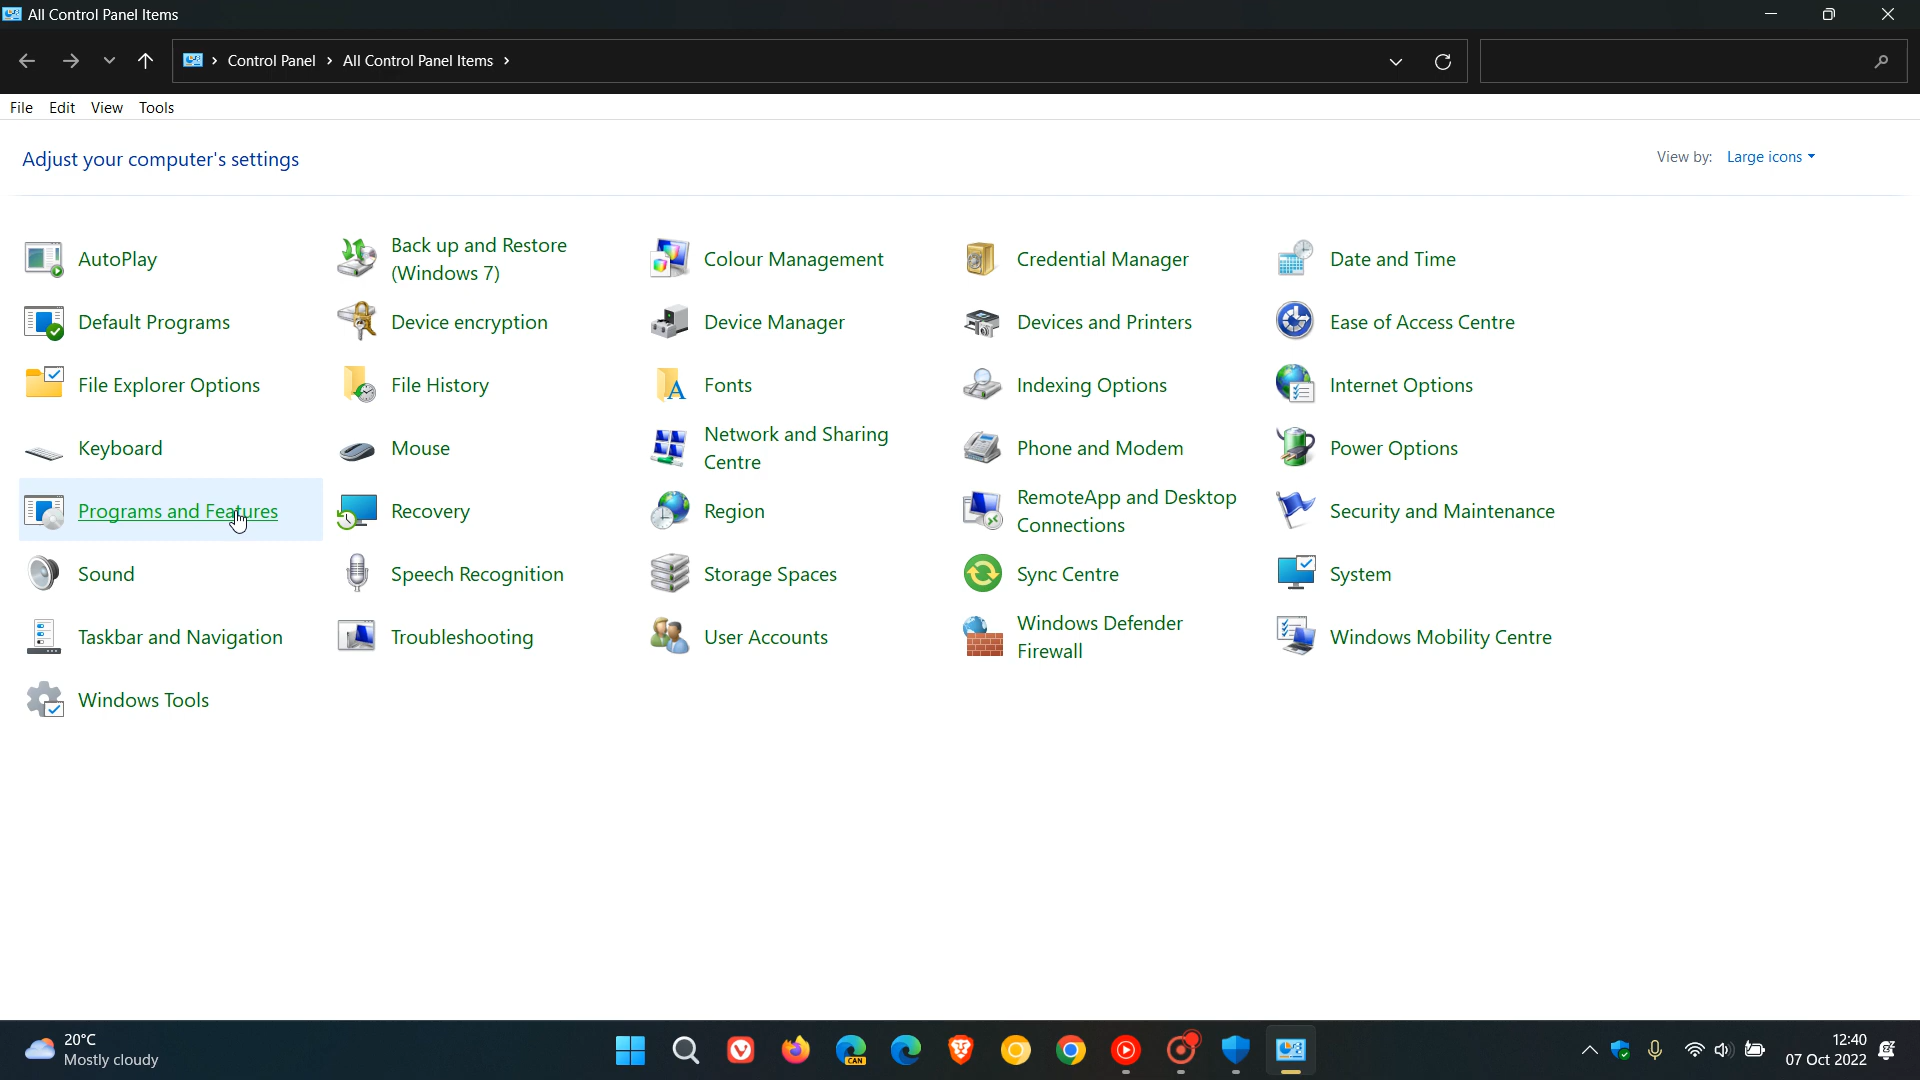 All Control Panel Items
Control Panel > All Control Panel Items >
File Edit View Tools
Adjust your computer's settings
View by: Large icons
AutoPlay
Back up and Restore
(Windows 7)
Colour Management
Credential Manager
Date and Time
Default Programs
Device encryption
Device Manager
Devices and Printers
Ease of Access Centre
File Explorer Options
File History
Fonts
Indexing Options
Internet Options
Keyboard
Mouse
Network and Sharing
Centre
Phone and Modem
Power Options
Programs and Features
Recovery
Region
RemoteApp and Desktop
Connections
Security and Maintenance
Sound
Speech Recognition
Storage Spaces
Sync Centre
System
Taskbar and Navigation
Troubleshooting
User Accounts
Windows Defender
Firewall
Windows Mobility Centre
Windows Tools
20°C
Mostly cloudy
CAN
12:40
07 Oct 2022